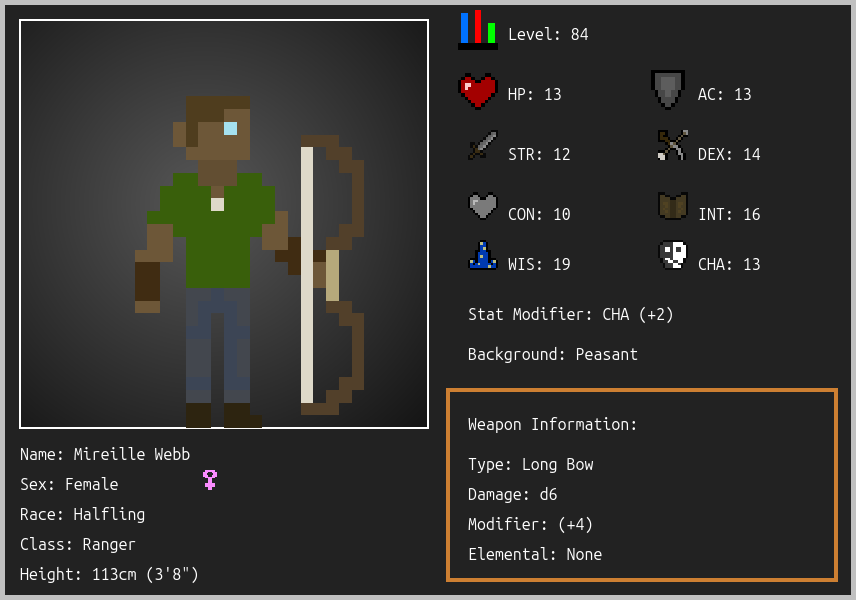 Level: 84
HP: 13
AC: 13
STR: 12
DEX: 14
CON: 10
INT: 16
WIS: 19
CHA: 13
Stat Modifier: CHA (+2)
Background: Peasant
Weapon Information:
Type: Long Bow
Damage: d6
Modifier: (+4)
Elemental: None
Name: Mireille Webb
Sex: Female
Race: Halfling
Class: Ranger
Height: 113cm (3'8")